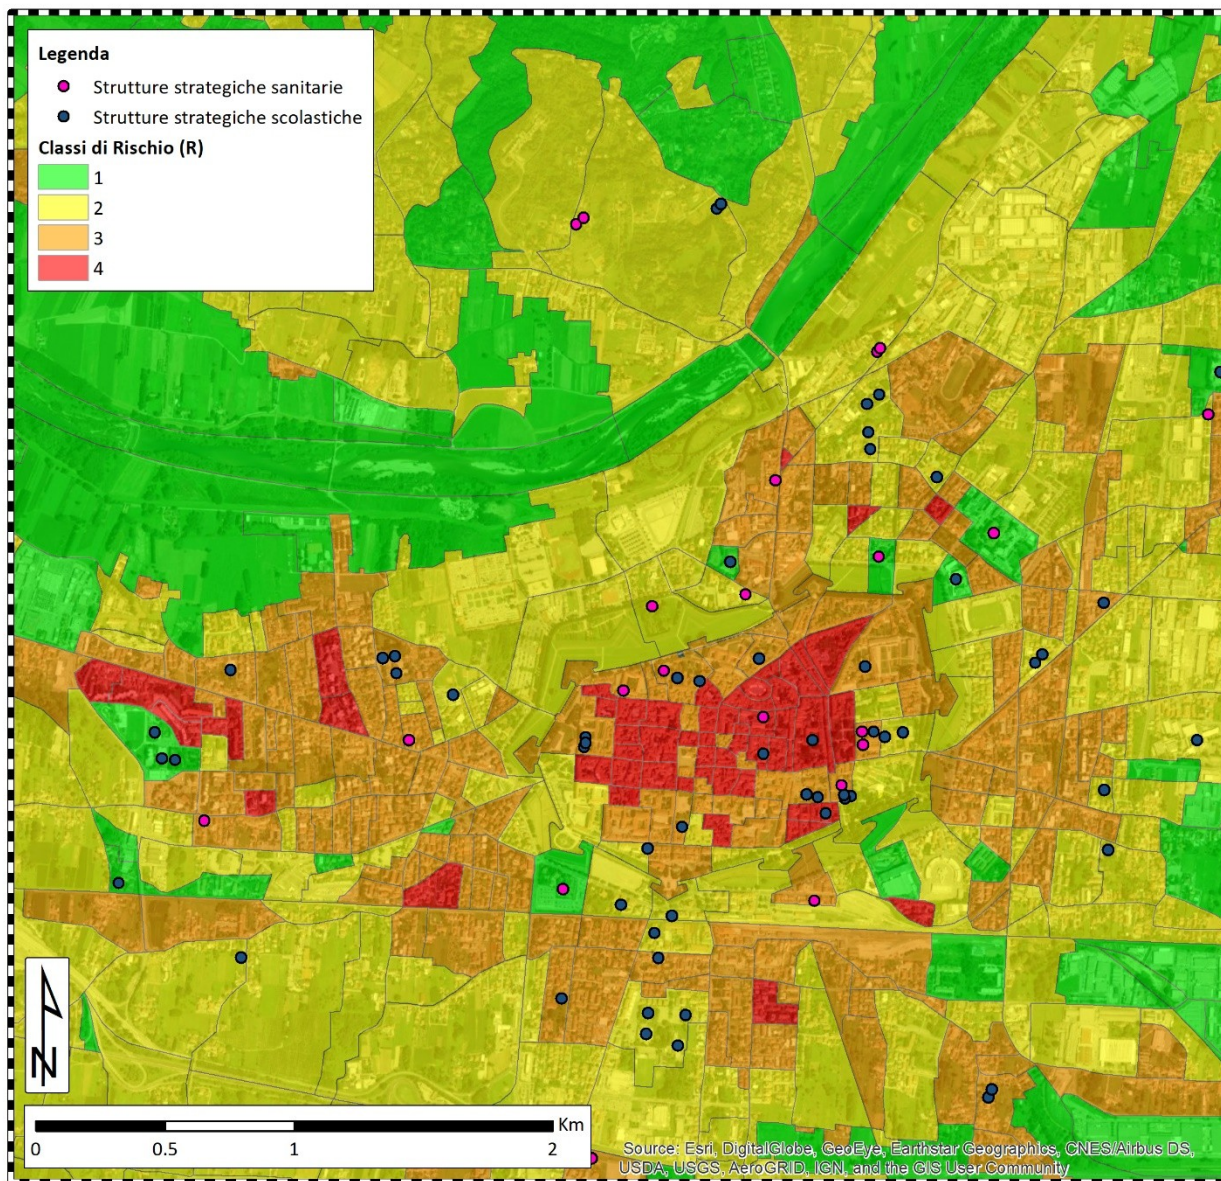 Legenda
Strutture strategiche sanitarie
Strutture strategiche scolastiche
Classi di Rischio (R)
1
2
3
4
N
Km
0 0.5 1 2
Source: Esri, DigitalGlobe, GeoEye, Earthstar Geographics, CNES/Airbus DS,
USDA, USGS, AeroGRID, IGN, and the GIS User Community